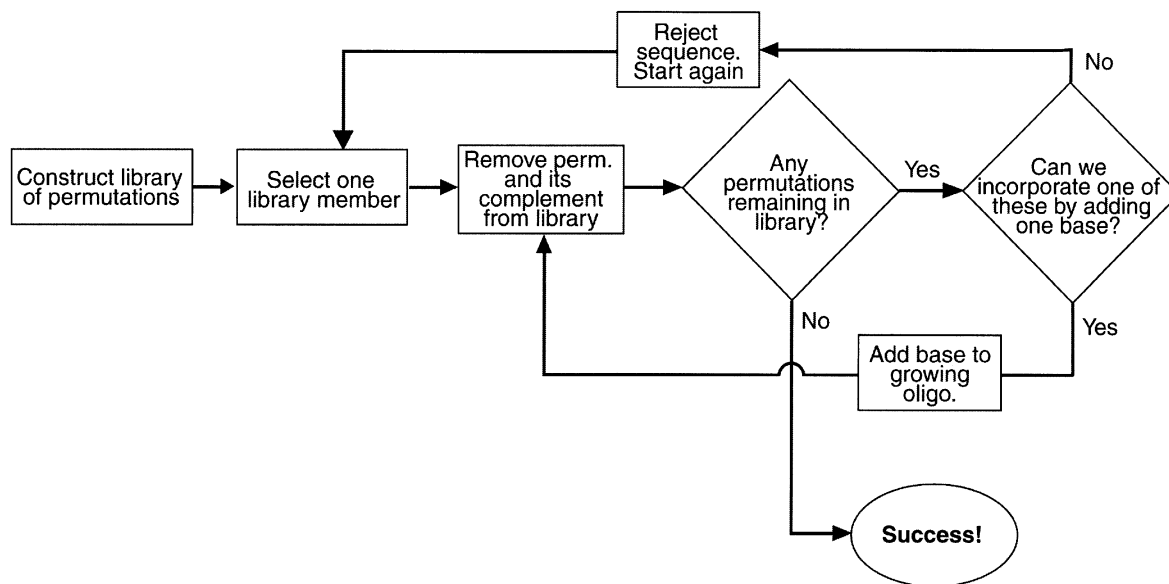 Reject
sequence.
Start again
No
Construct library
of permutations
Select one
library member
Remove perm.
and its
complement
from library
Any
permutations
remaining in
library?
Yes
Can we
incorporate one of
these by adding
one base?
No
Yes
Add base to
growing
oligo.
Success!